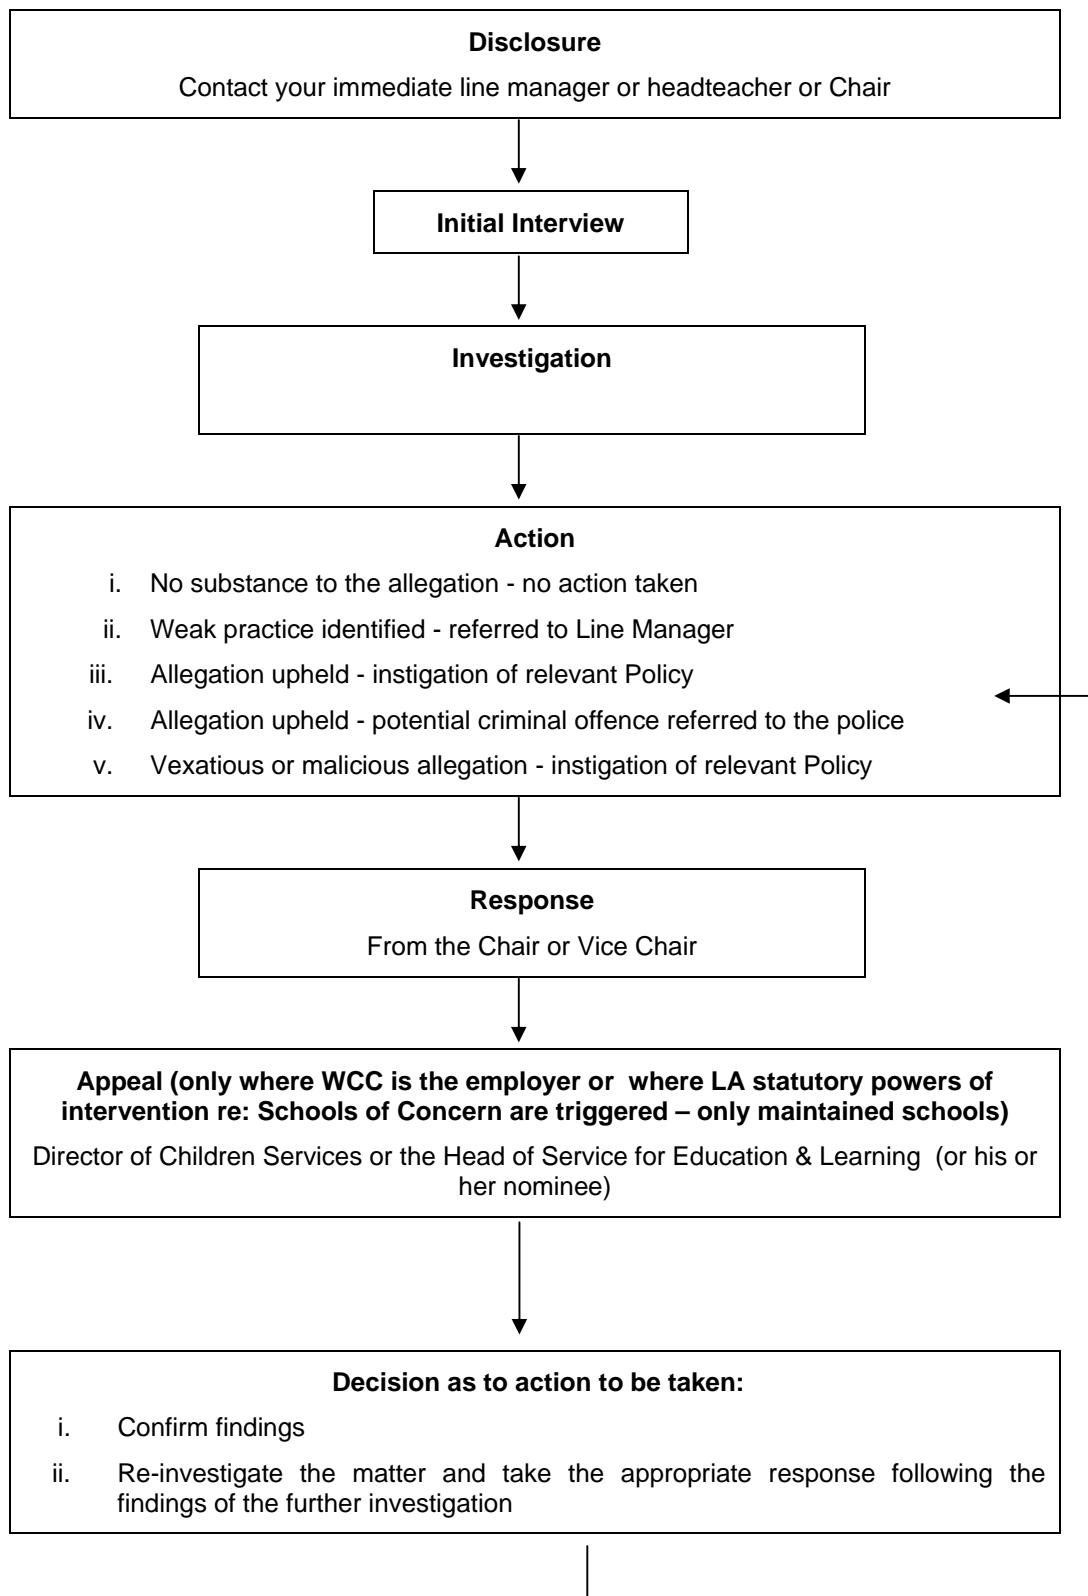 Disclosure
Contact your immediate line manager or headteacher or Chair
Initial Interview
Investigation
Action
i. No substance to the allegation - no action taken
ii. Weak practice identified - referred to Line Manager
iii. Allegation upheld - instigation of relevant Policy
iv. Allegation upheld - potential criminal offence referred to the police
v. Vexatious or malicious allegation - instigation of relevant Policy
Response
From the Chair or Vice Chair
Appeal (only where WCC is the employer or where LA statutory powers of
intervention re: Schools of Concern are triggered – only maintained schools)
Director of Children Services or the Head of Service for Education & Learning (or his or
her nominee)
Decision as to action to be taken:
i. Confirm findings
ii. Re-investigate the matter and take the appropriate response following the
findings of the further investigation